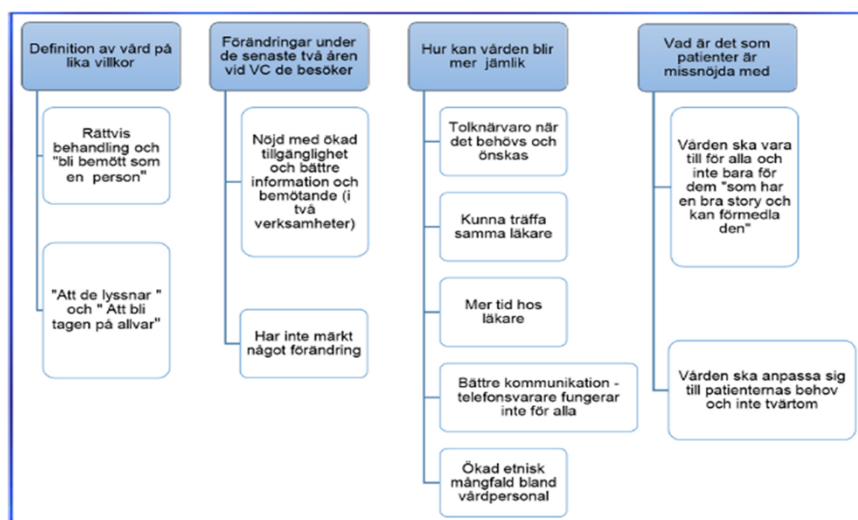 Definition av vård på
lika villkor
Rättvis
behandling och
"bli bemött som
en person"
"Att de lyssnar "
och " Att bli
tagen på allvar"
Förändringar under
de senaste två åren
vid VC de besöker
Nöjd med ökad
tillgänglighet
och bättre
information och
bemötande (i
två
verksamheter)
Har inte märkt
något förändring
Hur kan vården blir
mer jämlik
Tolknärvaro när
det behövs och
önskas
Kunna träffa
samma läkare
Mer tid hos
läkare
Bättre kommunikation -
telefonsvarare fungerar
inte för alla
Ökad etnisk
mångfald bland
vårdpersonal
Vad är det som
patienter är
missnöjda med
Vården ska vara
till för alla och
inte bara för
dem "som har
en bra story och
kan förmedla
den"
Vården ska anpassa sig
till patienternas behov
och inte tvärtom